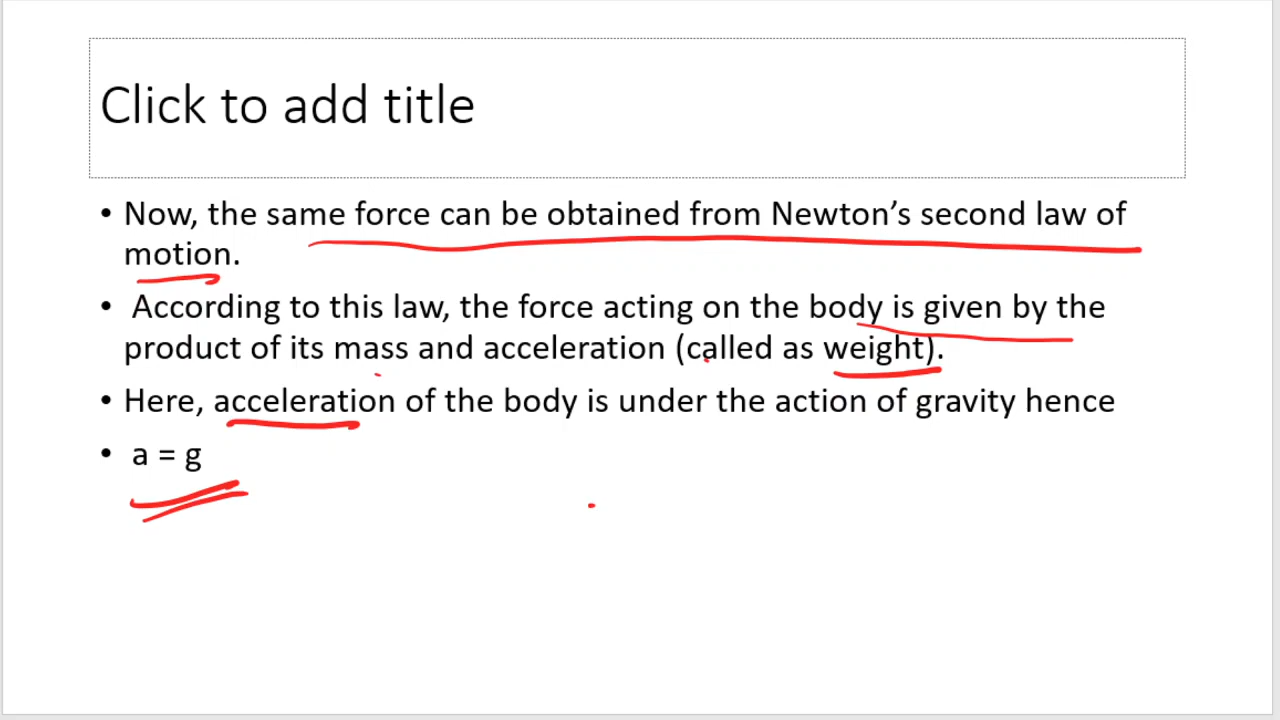 Click to add title
• Now, the same force can be obtained from Newton’s second law of
motion.
• According to this law, the force acting on the body is given by the
product of its mass and acceleration (called as weight).
• Here, acceleration of the body is under the action of gravity hence
• a = g